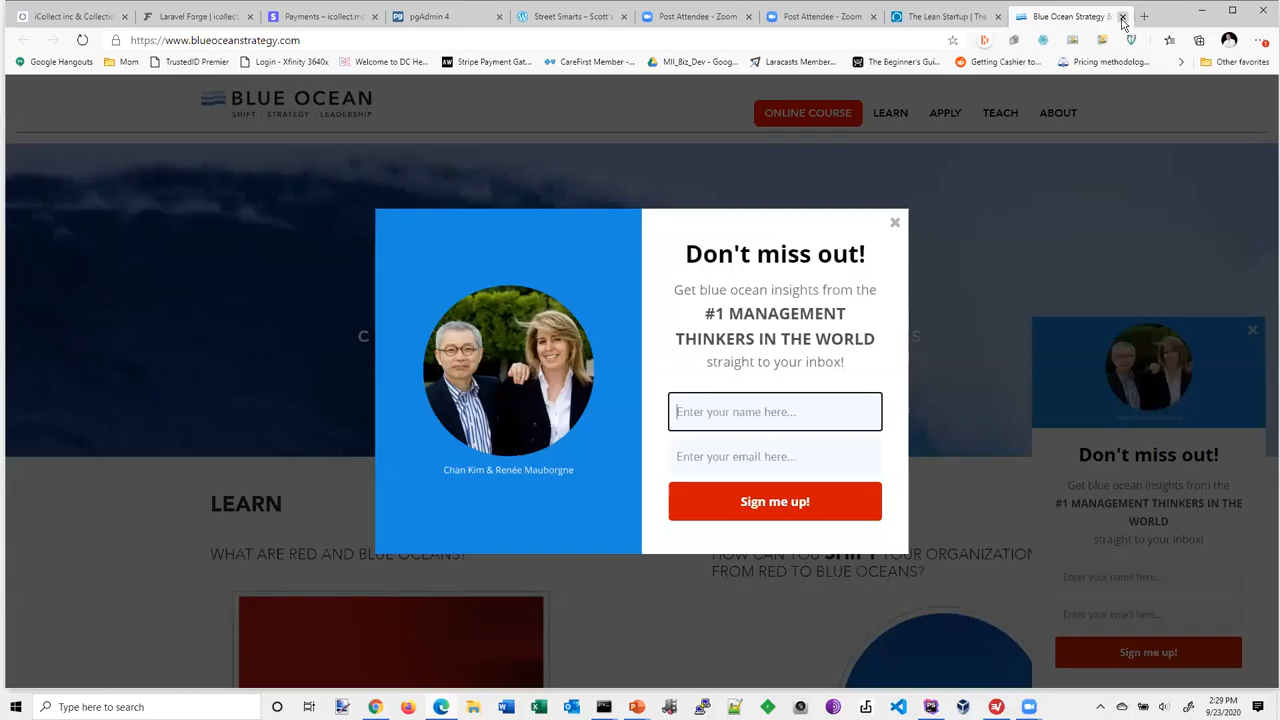 iCollect inc & Collectio
Laravel Forge | icollect
Payments – icollect.mo
pgAdmin 4
Street Smarts – Scott's
Post Attendee - Zoom
Post Attendee - Zoom
The Lean Startup | The
Blue Ocean Strategy &
https://www.blueoceanstrategy.com
Google Hangouts
Mom
TrustedID Premier
Login - Xfinity 3640x
Welcome to DC He...
Stripe Payment Gat...
CareFirst Member -...
MII_Biz_Dev - Goog...
Laracasts Member...
The Beginner's Gui...
Getting Cashier to...
Pricing methodolog...
Other favorites
BLUE OCEAN
SHIFT | STRATEGY | LEADERSHIP
ONLINE COURSE
LEARN
APPLY
TEACH
ABOUT
Don't miss out!
Get blue ocean insights from the
#1 MANAGEMENT
THINKERS IN THE WORLD
straight to your inbox!
Enter your name here...
Enter your email here...
Sign me up!
Chan Kim & Renée Mauborgne
C
S
Don't miss out!
Get blue ocean insights from the
#1 MANAGEMENT THINKERS IN THE
WORLD
straight to your inbox!
Enter your name here...
Enter your email here...
Sign me up!
LEARN
WHAT ARE RED AND BLUE OCEANS?
HOW CAN YOU SHIFT YOUR ORGANIZATION
FROM RED TO BLUE OCEANS?
Type here to search
2:29 PM
9/23/2020